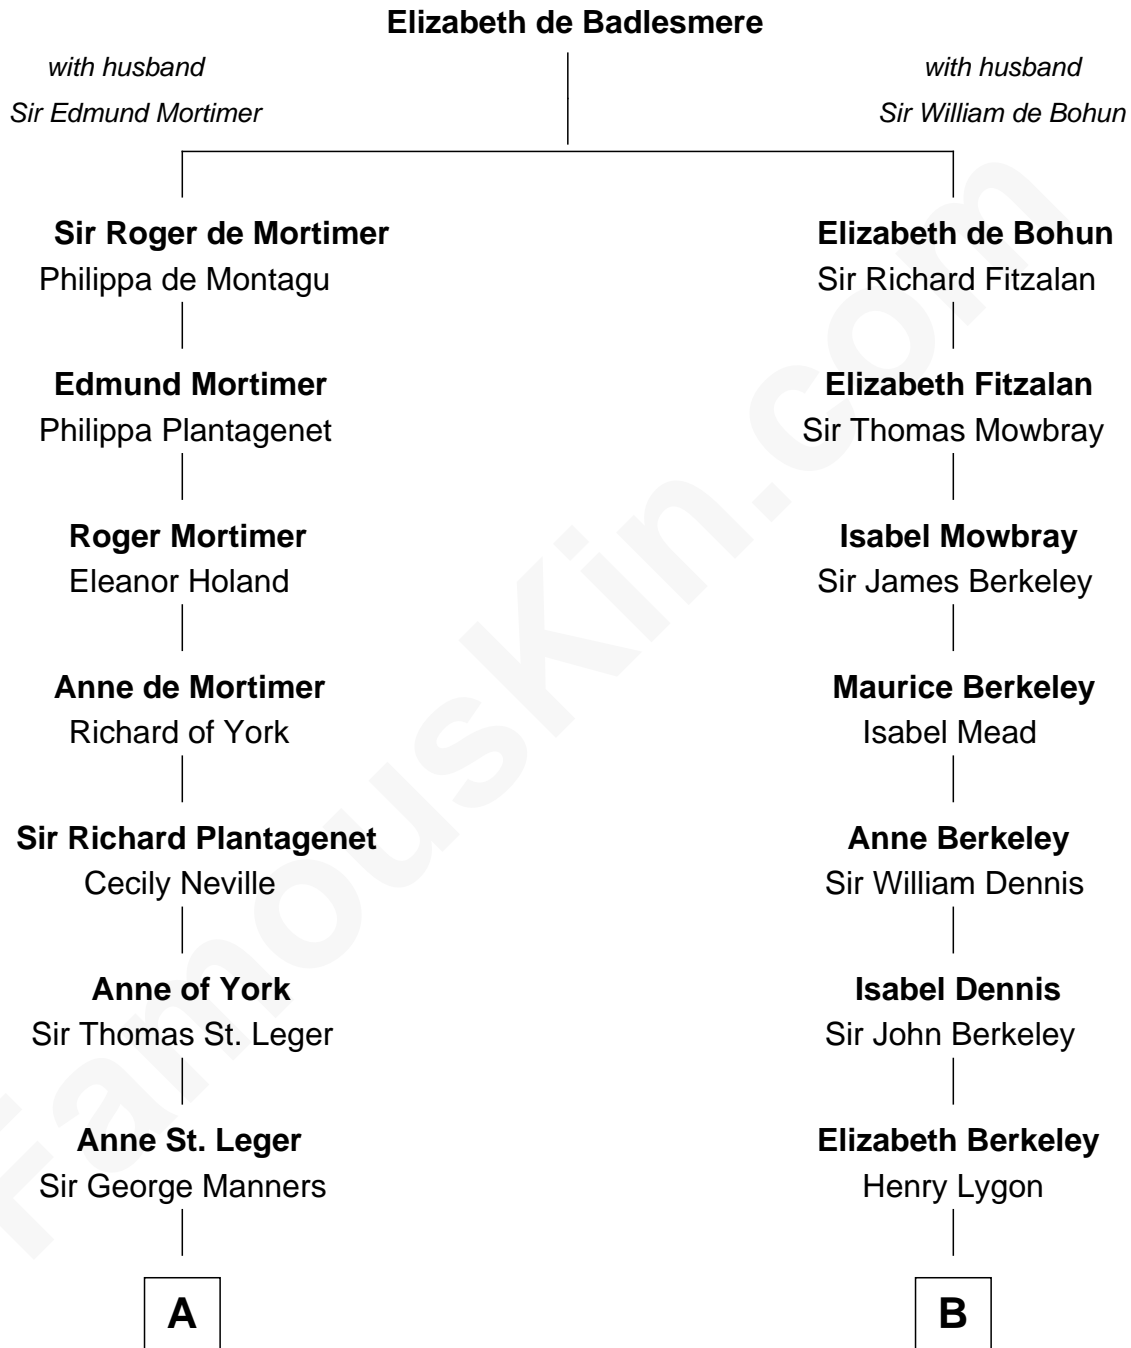 Elizabeth de Badlesmere
with husband
Sir Edmund Mortimer
with husband
Sir William de Bohun
Sir Roger de Mortimer
Philippa de Montagu
Edmund Mortimer
Philippa Plantagenet
Roger Mortimer
Eleanor Holand
Anne de Mortimer
Richard of York
Sir Richard Plantagenet
Cecily Neville
Anne of York
Sir Thomas St. Leger
Anne St. Leger
Sir George Manners
A
Elizabeth de Bohun
Sir Richard Fitzalan
Elizabeth Fitzalan
Sir Thomas Mowbray
Isabel Mowbray
Sir James Berkeley
Maurice Berkeley
Isabel Mead
Anne Berkeley
Sir William Dennis
Isabel Dennis
Sir John Berkeley
Elizabeth Berkeley
Henry Lygon
B
FamousKin.com